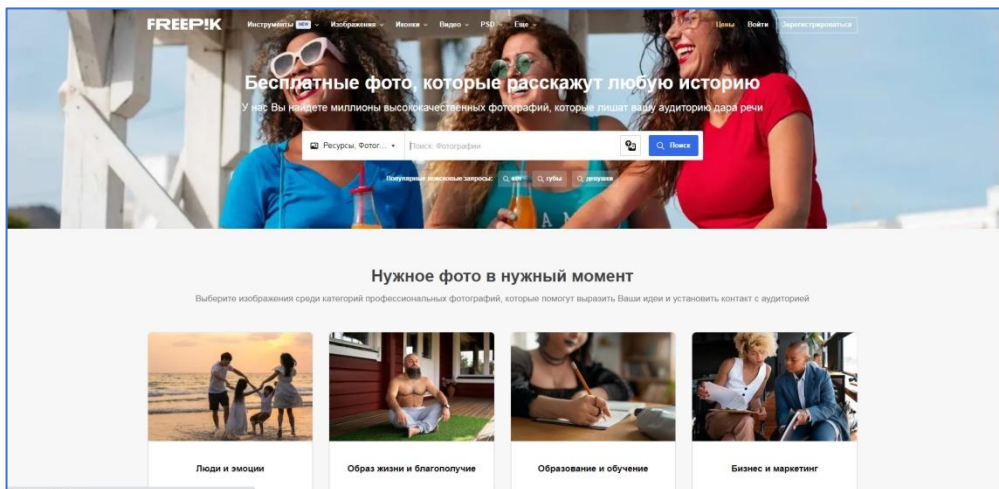 FREEP!K
Инструменты NEW Изображения Иконки Видео PSD Еще Цены Войти Зарегистрироваться
Бесплатные фото, которые расскажут любую историю
У нас Вы найдете миллионы высококачественных фотографий, которые лишат вашу аудиторию дара речи
Ресурсы, Фотог... Поиск: Фотографии Поиск
Популярные поисковые запросы: губы девушки
Нужное фото в нужный момент
Выберите изображения среди категорий профессиональных фотографий, которые помогут выразить Ваши идеи и установить контакт с аудиторией
Люди и эмоции Образ жизни и благополучие Образование и обучение Бизнес и маркетинг